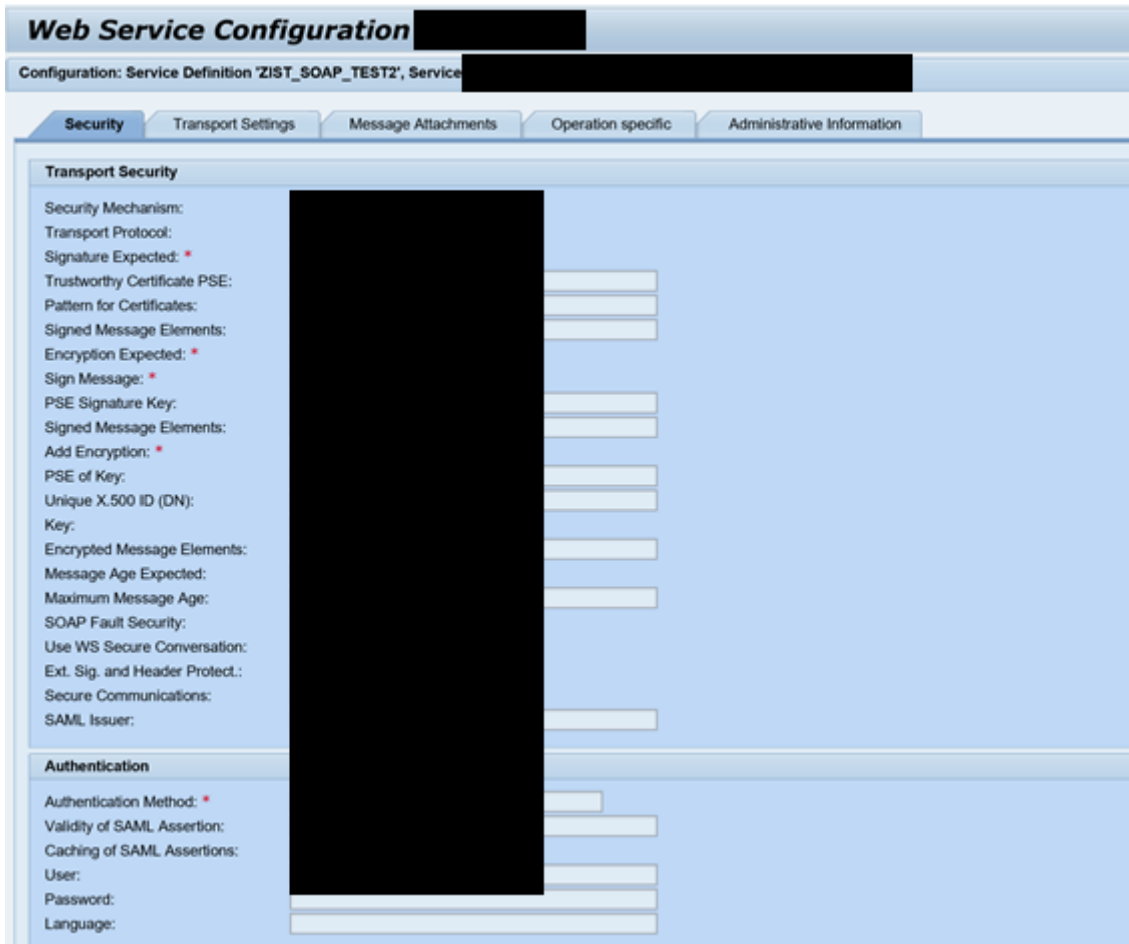 Web Service Configuration
Configuration: Service Definition 'ZIST_SOAP_TEST2', Service
Security Transport Settings Message Attachments Operation specific Administrative Information
Transport Security
Security Mechanism:
Transport Protocol:
Signature Expected: *
Trustworthy Certificate PSE:
Pattern for Certificates:
Signed Message Elements:
Encryption Expected: *
Sign Message: *
PSE Signature Key:
Signed Message Elements:
Add Encryption: *
PSE of Key:
Unique X.500 ID (DN):
Key:
Encrypted Message Elements:
Message Age Expected:
Maximum Message Age:
SOAP Fault Security:
Use WS Secure Conversation:
Ext. Sig. and Header Protect.:
Secure Communications:
SAML Issuer:
Authentication
Authentication Method: *
Validity of SAML Assertion:
Caching of SAML Assertions:
User:
Password:
Language: